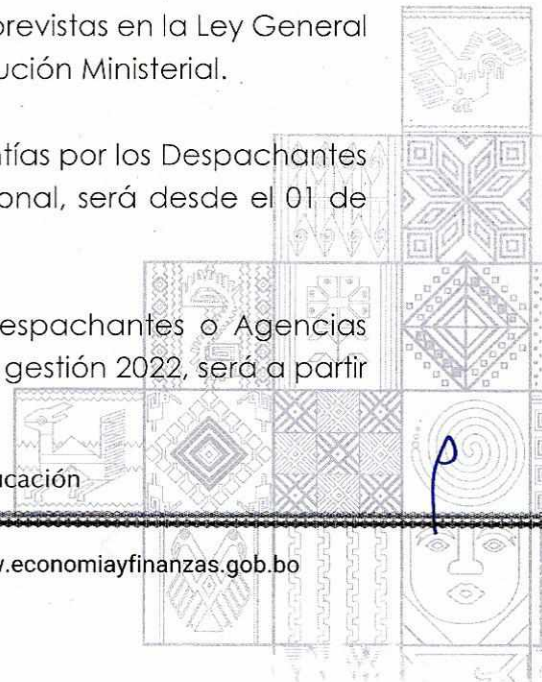 previstas en la Ley General
ución Ministerial.
ntías por los Despachantes
onal, será desde el 01 de
espachantes o Agencias
gestión 2022, será a partir
ucación
.economiayfinanzas.gob.bo